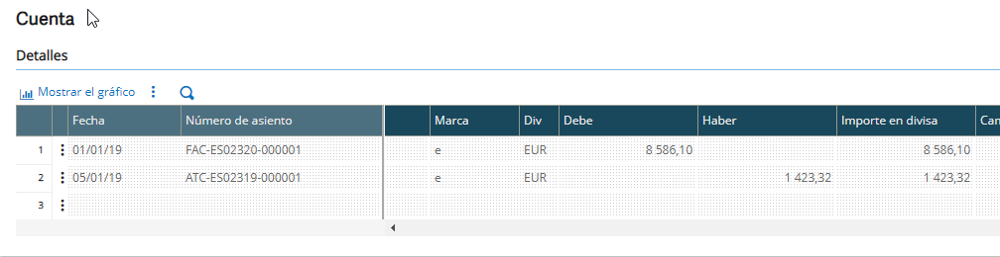 Cuenta
Detalles
Mostrar el gráfico
Fecha Número de asiento Marca Div Debe Haber Importe en divisa Cam
1 01/01/19 FAC-ES02320-000001 e EUR 8 586,10 8 586,10
2 05/01/19 ATC-ES02319-000001 e EUR 1 423,32 1 423,32
3